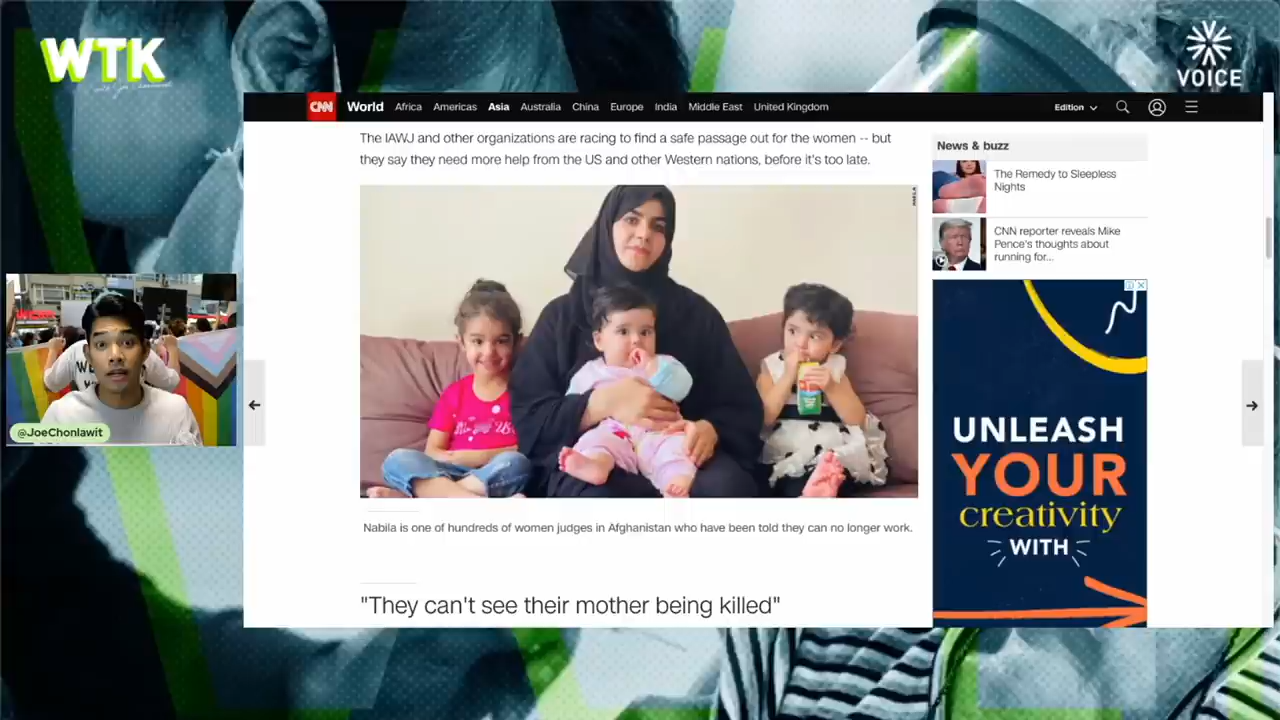 WTK
VOICE
CNN World Africa Americas Asia Australia China Europe India Middle East United Kingdom Edition
The IAWJ and other organizations are racing to find a safe passage out for the women -- but
they say they need more help from the US and other Western nations, before it's too late.
Nabila is one of hundreds of women judges in Afghanistan who have been told they can no longer work.
"They can't see their mother being killed"
News & buzz
The Remedy to Sleepless
Nights
CNN reporter reveals Mike
Pence's thoughts about
running for...
UNLEASH
YOUR
creativity
WITH
@JoeChonlawit